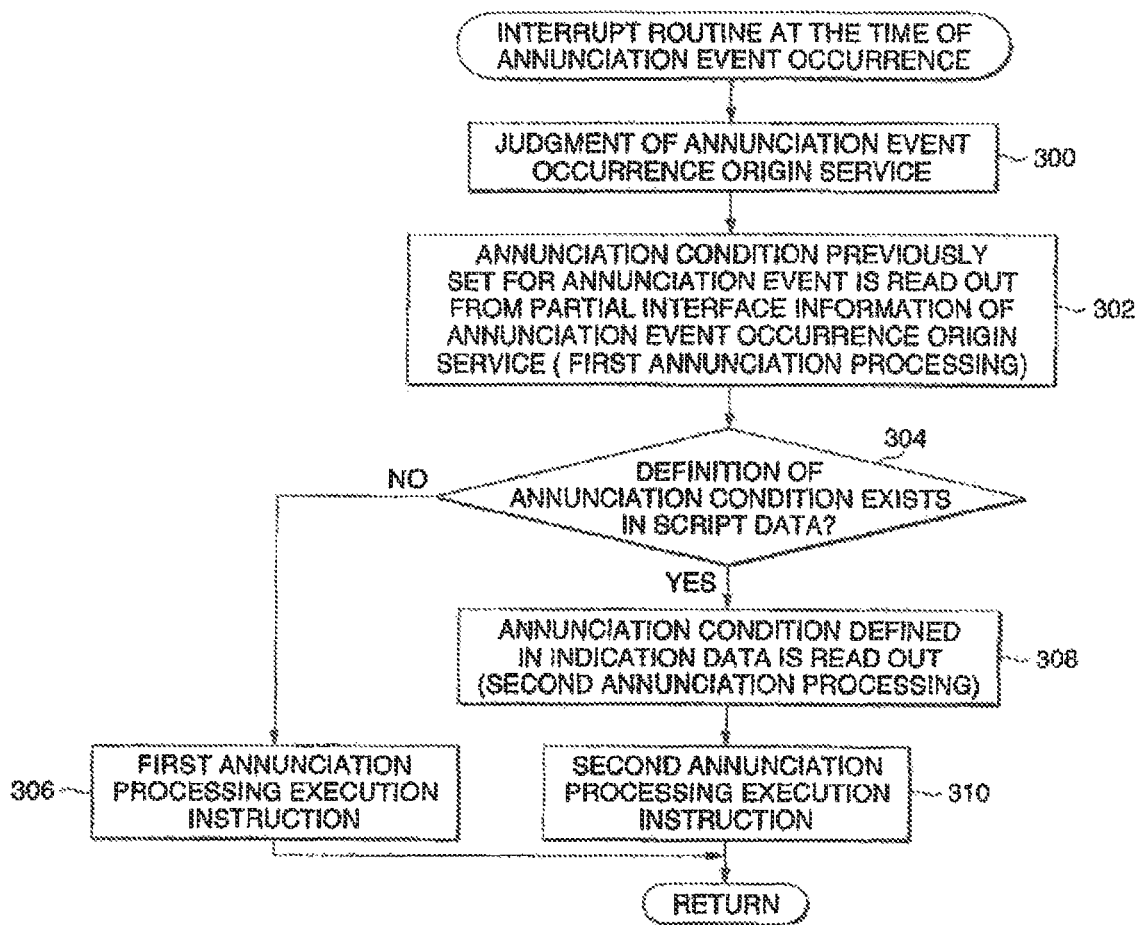 INTERRUPT ROUTINE AT THE TIME OF
ANNUNCIATION EVENT OCCURRENCE
JUDGMENT OF ANNUNCIATION EVENT
OCCURRENCE ORIGIN SERVICE
300
ANNUNCIATION CONDITION PREVIOUSLY
SET FOR ANNUNCIATION EVENT IS READ OUT
FROM PARTIAL INTERFACE INFORMATION OF
ANNUNCIATION EVENT OCCURRENCE ORIGIN
SERVICE ( FIRST ANNUNCIATION PROCESSING)
302
304
NO
DEFINITION OF
ANNUNCIATION CONDITION EXISTS
IN SCRIPT DATA?
YES
ANNUNCIATION CONDITION DEFINED
IN INDICATION DATA IS READ OUT
(SECOND ANNUNCIATION PROCESSING)
308
306
FIRST ANNUNCIATION
PROCESSING EXECUTION
INSTRUCTION
SECOND ANNUNCIATION
PROCESSING EXECUTION
INSTRUCTION
310
RETURN